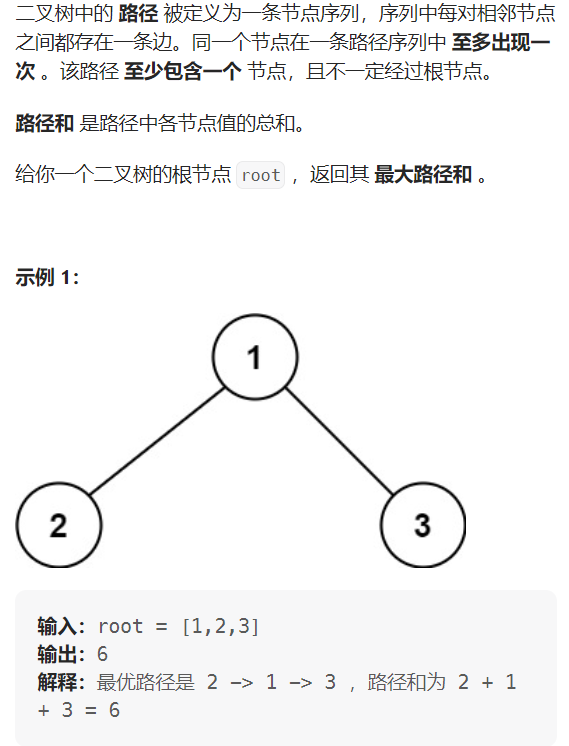 二叉树中的 路径 被定义为一条节点序列，序列中每对相邻节点
之间都存在一条边。同一个节点在一条路径序列中 至多出现一
次 。该路径 至少包含一个 节点，且不一定经过根节点。
路径和 是路径中各节点值的总和。
给你一个二叉树的根节点 root ，返回其 最大路径和 。
示例 1：
1
2
3
输入：root = [1,2,3]
输出：6
解释：最优路径是 2 -> 1 -> 3 ，路径和为 2 + 1
+ 3 = 6